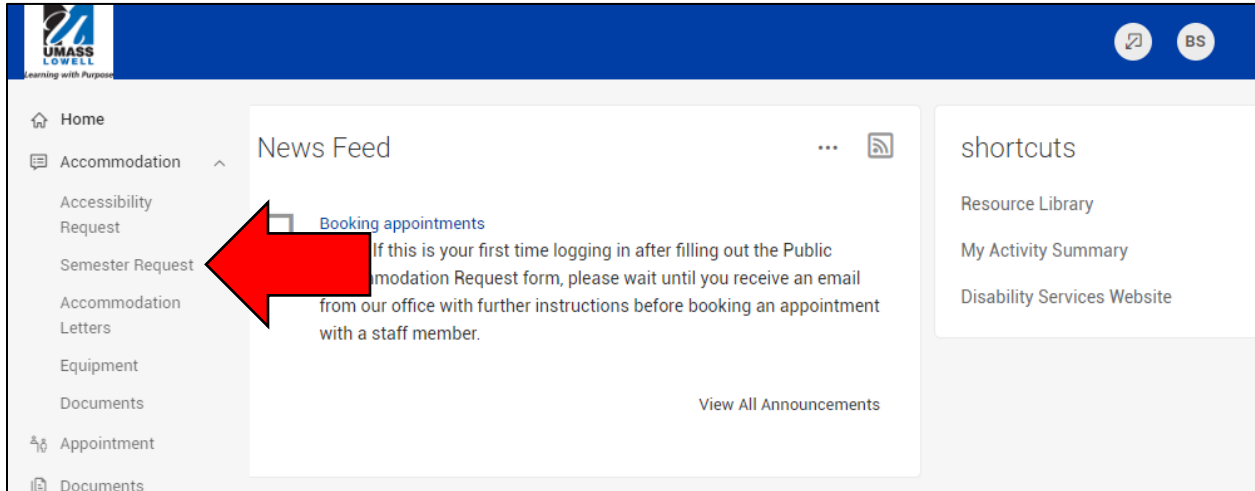 UMASS
LOWELL
Learning with Purpose
BS
Home
Accommodation
Accessibility
Request
Semester Request
Accommodation
Letters
Equipment
Documents
Appointment
Documents
News Feed
Booking appointments
If this is your first time logging in after filling out the Public
Request form, please wait until you receive an email
from our office with further instructions before booking an appointment
with a staff member.
View All Announcements
shortcuts
Resource Library
My Activity Summary
Disability Services Website